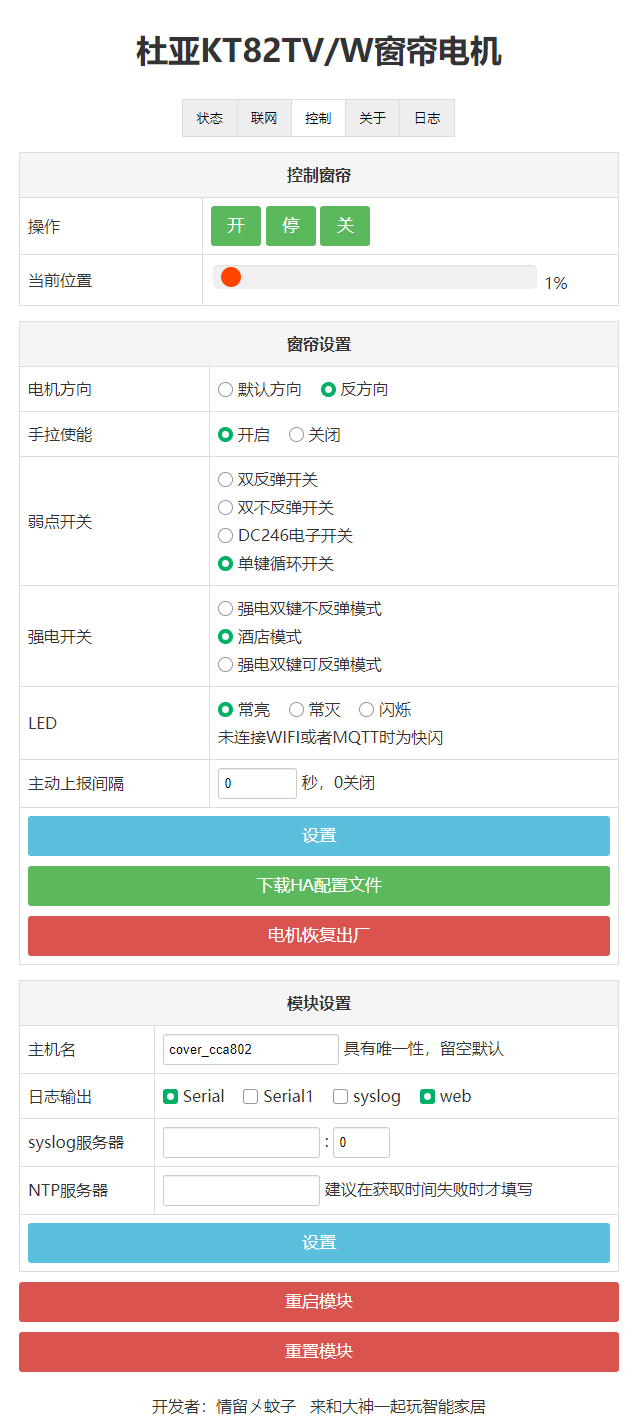 杜亚KT82TV/W窗帘电机
状态 联网 控制 关于 日志
控制窗帘
操作 开 停 关
当前位置 1%
窗帘设置
电机方向 默认方向 反方向
手拉使能 开启 关闭
双反弹开关
双不反弹开关
弱点开关
DC246电子开关
单键循环开关
强电双键不反弹模式
强电开关 酒店模式
强电双键可反弹模式
LED 常亮 常灭 闪烁
未连接WIFI或者MQTT时为快闪
主动上报间隔 0 秒，0关闭
设置
下载HA配置文件
电机恢复出厂
模块设置
主机名 cover_cca802 具有唯一性，留空默认
日志输出 Serial Serial1 syslog web
syslog服务器 : 0
NTP服务器 建议在获取时间失败时才填写
设置
重启模块
重置模块
开发者：情留メ蚊子 来和大神一起玩智能家居